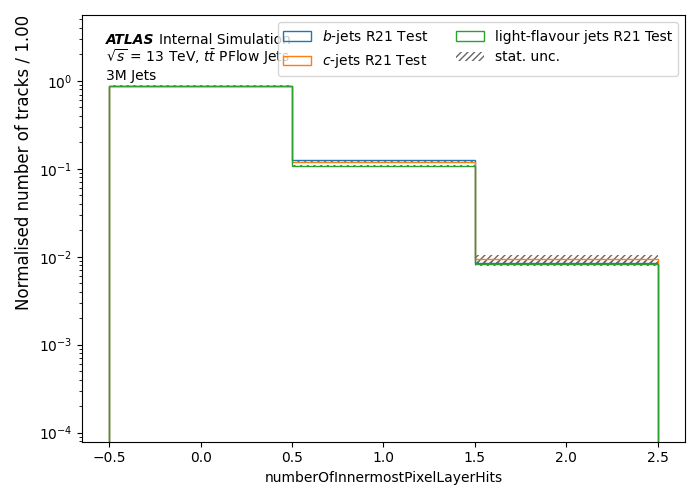 ATLAS Internal Simulation
√s = 13 TeV, tt̄ PFlow Jets
3M Jets
b-jets R21 Test
c-jets R21 Test
light-flavour jets R21 Test
stat. unc.
Normalised number of tracks / 1.00
10⁰
10⁻¹
10⁻²
10⁻³
10⁻⁴
−0.5 0.0 0.5 1.0 1.5 2.0 2.5
numberOfInnermostPixelLayerHits